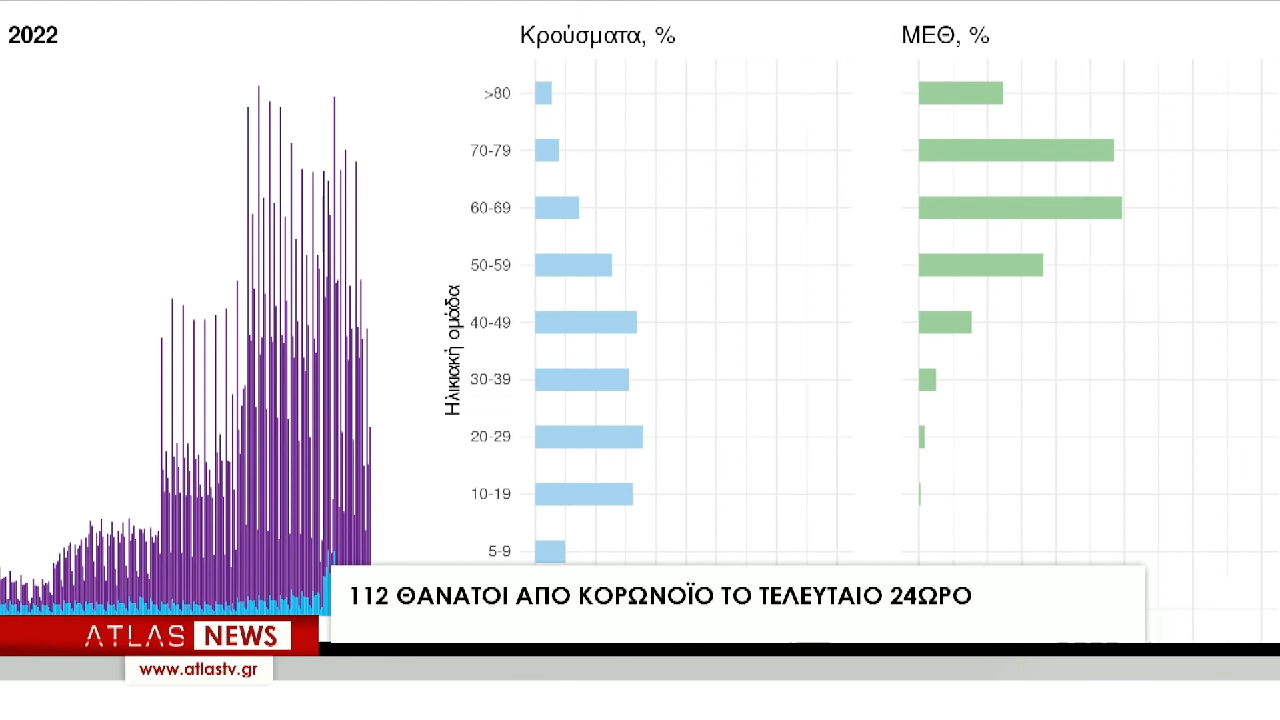 2022
Κρούσματα, %
ΜΕΘ, %
>80
70-79
60-69
50-59
40-49
30-39
20-29
10-19
5-9
Ηλικιακή ομάδα
112 ΘΑΝΑΤΟΙ ΑΠΟ ΚΟΡΩΝΟΪΟ ΤΟ ΤΕΛΕΥΤΑΙΟ 24ΩΡΟ
ATLAS NEWS
www.atlastv.gr